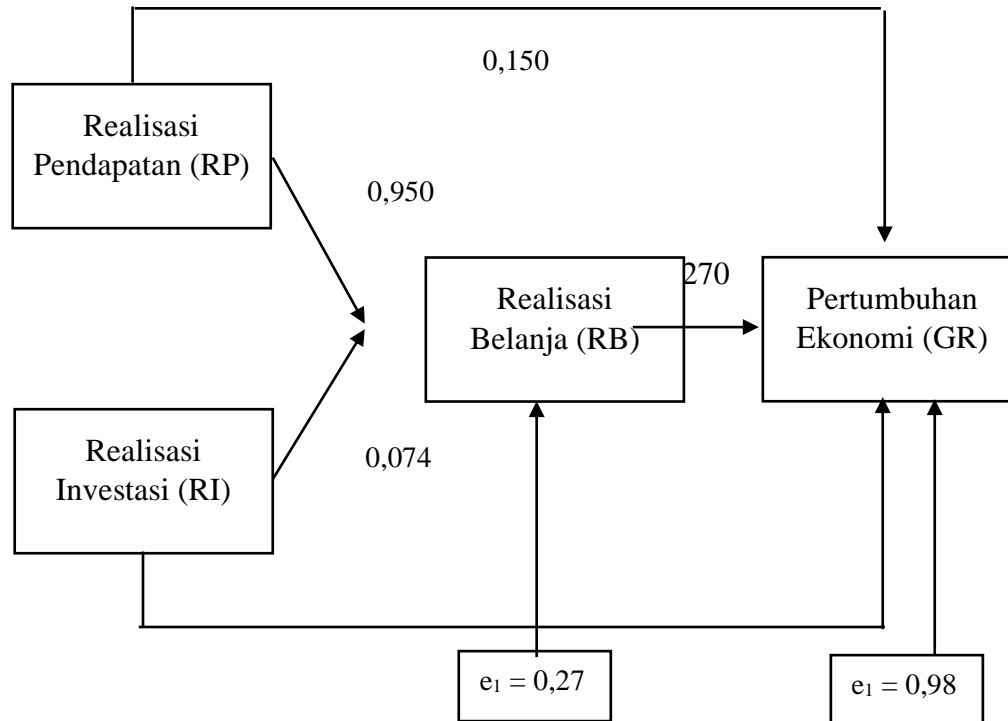 0,150
Realisasi
Pendapatan (RP)
0,950
270
Realisasi
Belanja (RB)
Pertumbuhan
Ekonomi (GR)
Realisasi
Investasi (RI)
0,074
e₁ = 0,27
e₁ = 0,98